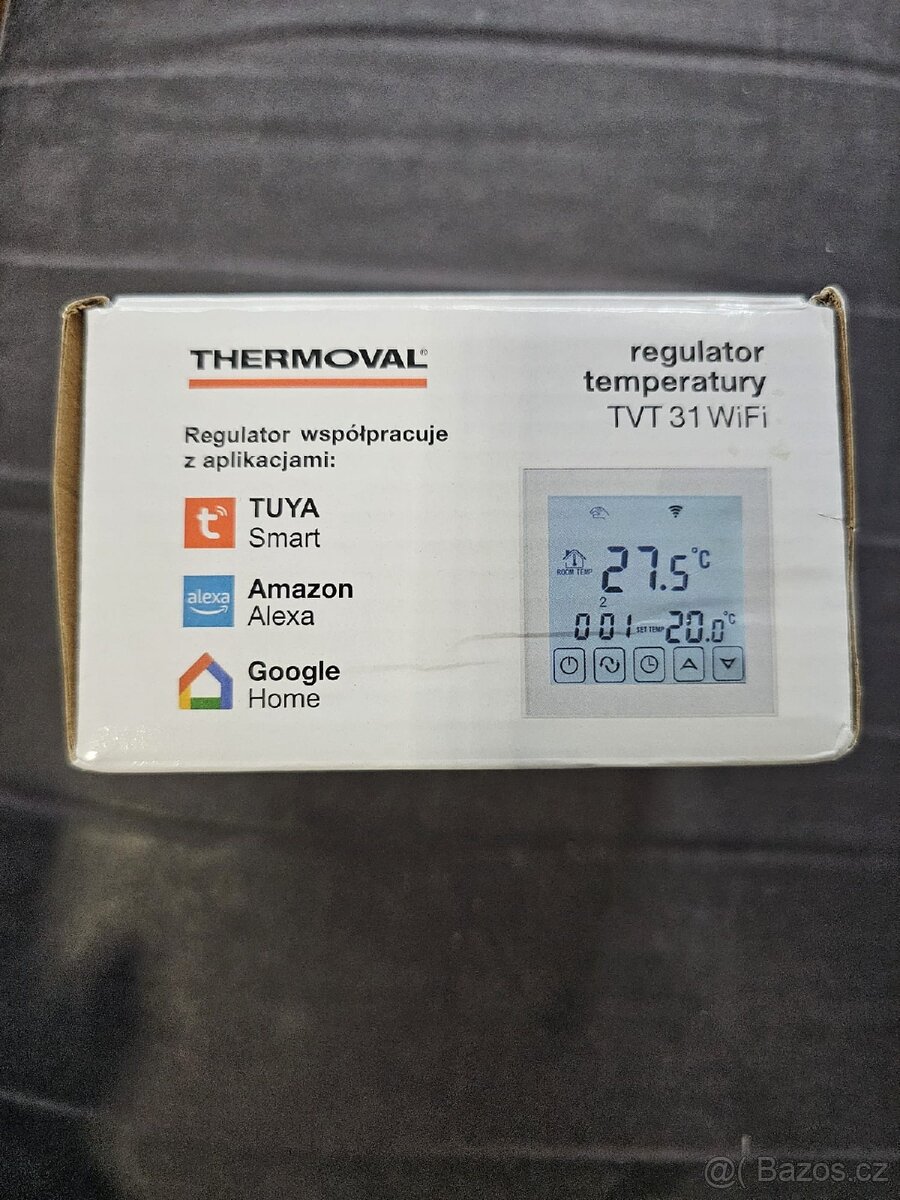 THERMOVAL®
Regulator współpracuje
z aplikacjami:
TUYA
Smart
alexa
Amazon
Alexa
Google
Home
regulator
temperatury
TVT 31 WiFi
ROOM TEMP
27.5°C
2
001 SET TEMP 20.0°C
@( Bazos.cz